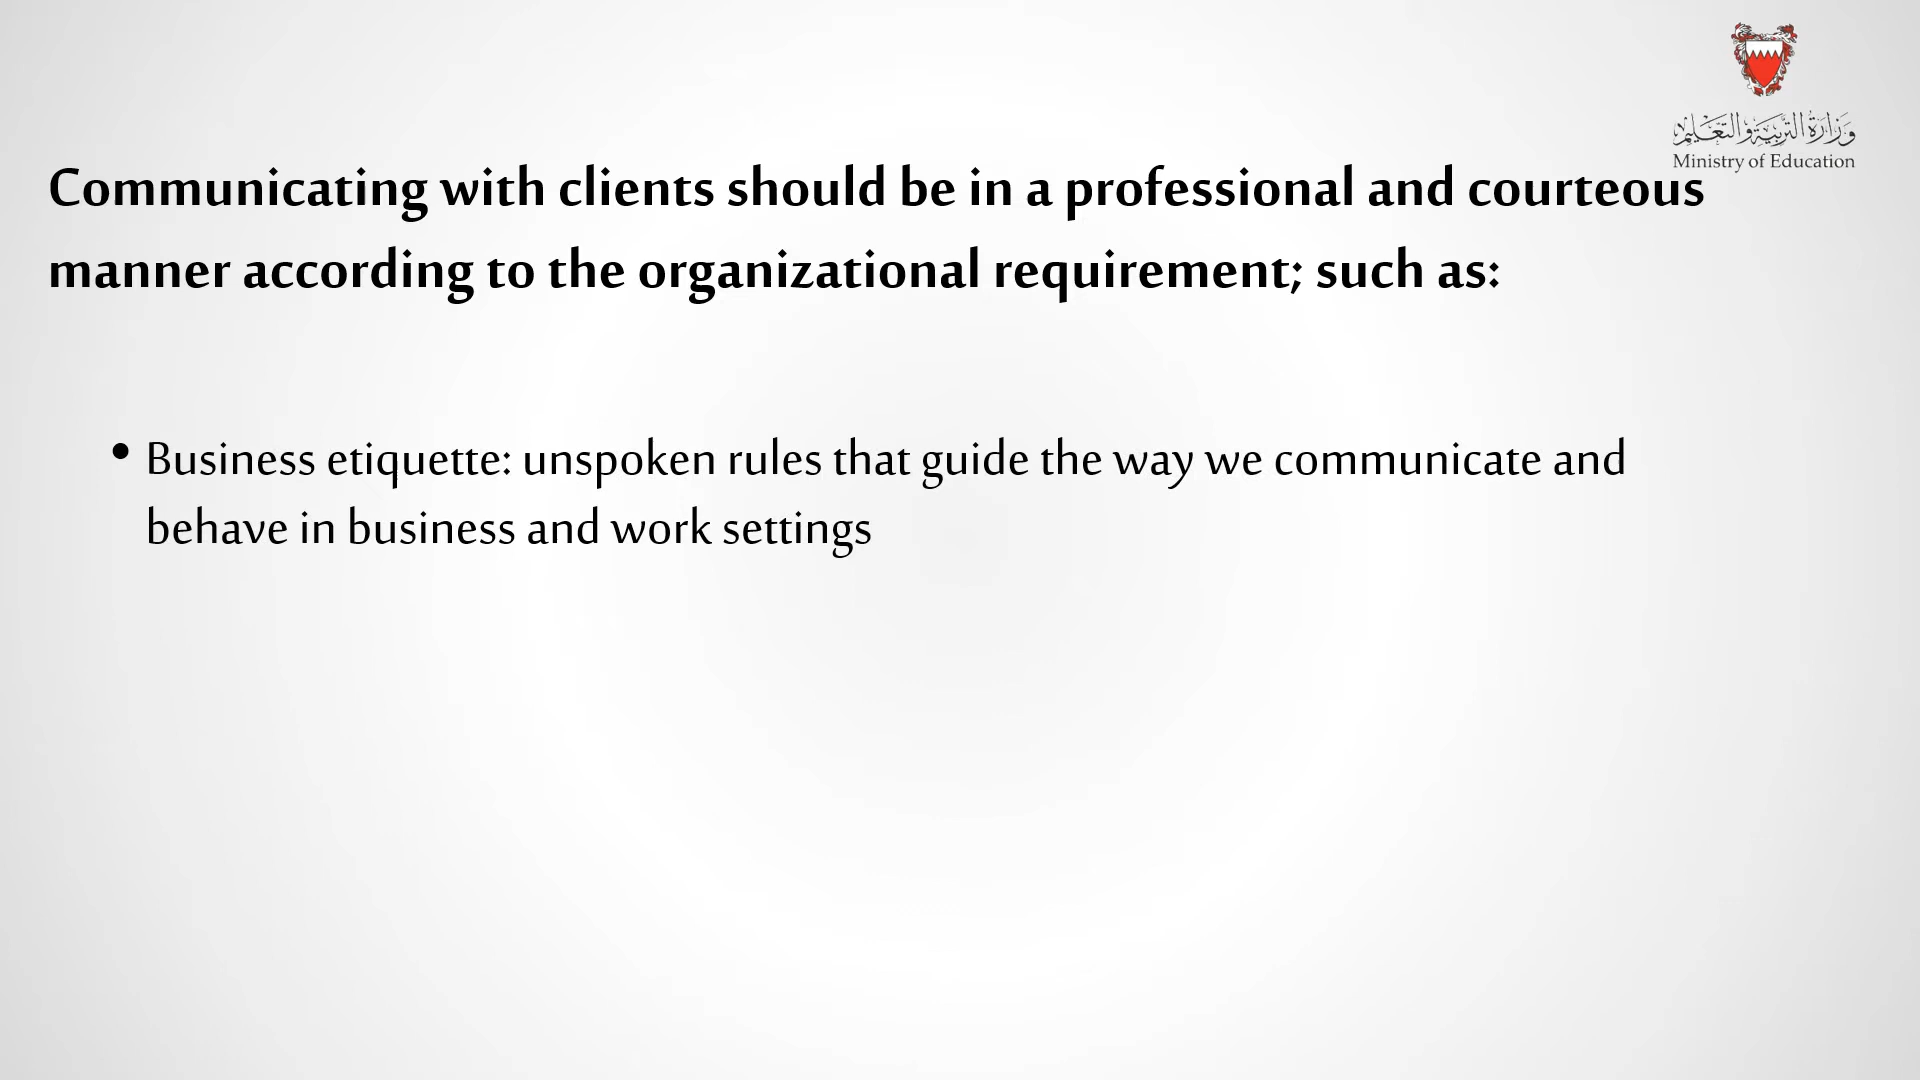 وزارة التربية والتعليم
Ministry of Education
Communicating with clients should be in a professional and courteous
manner according to the organizational requirement; such as:
• Business etiquette: unspoken rules that guide the way we communicate and
behave in business and work settings